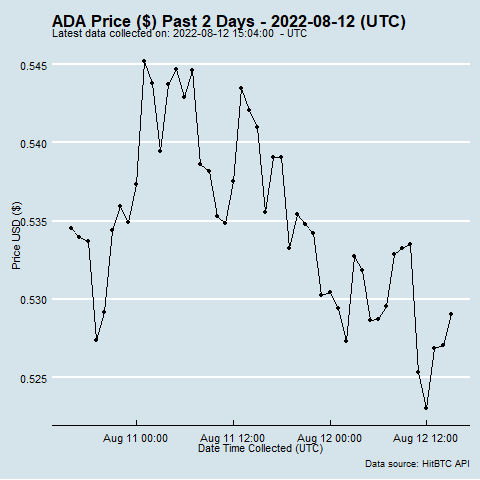 ADA Price ($) Past 2 Days - 2022-08-12 (UTC)
Latest data collected on: 2022-08-12 15:04:00 - UTC
0.545
0.540
0.535
0.530
0.525
Price USD ($)
Aug 11 00:00 Aug 11 12:00 Aug 12 00:00 Aug 12 12:00
Date Time Collected (UTC)
Data source: HitBTC API